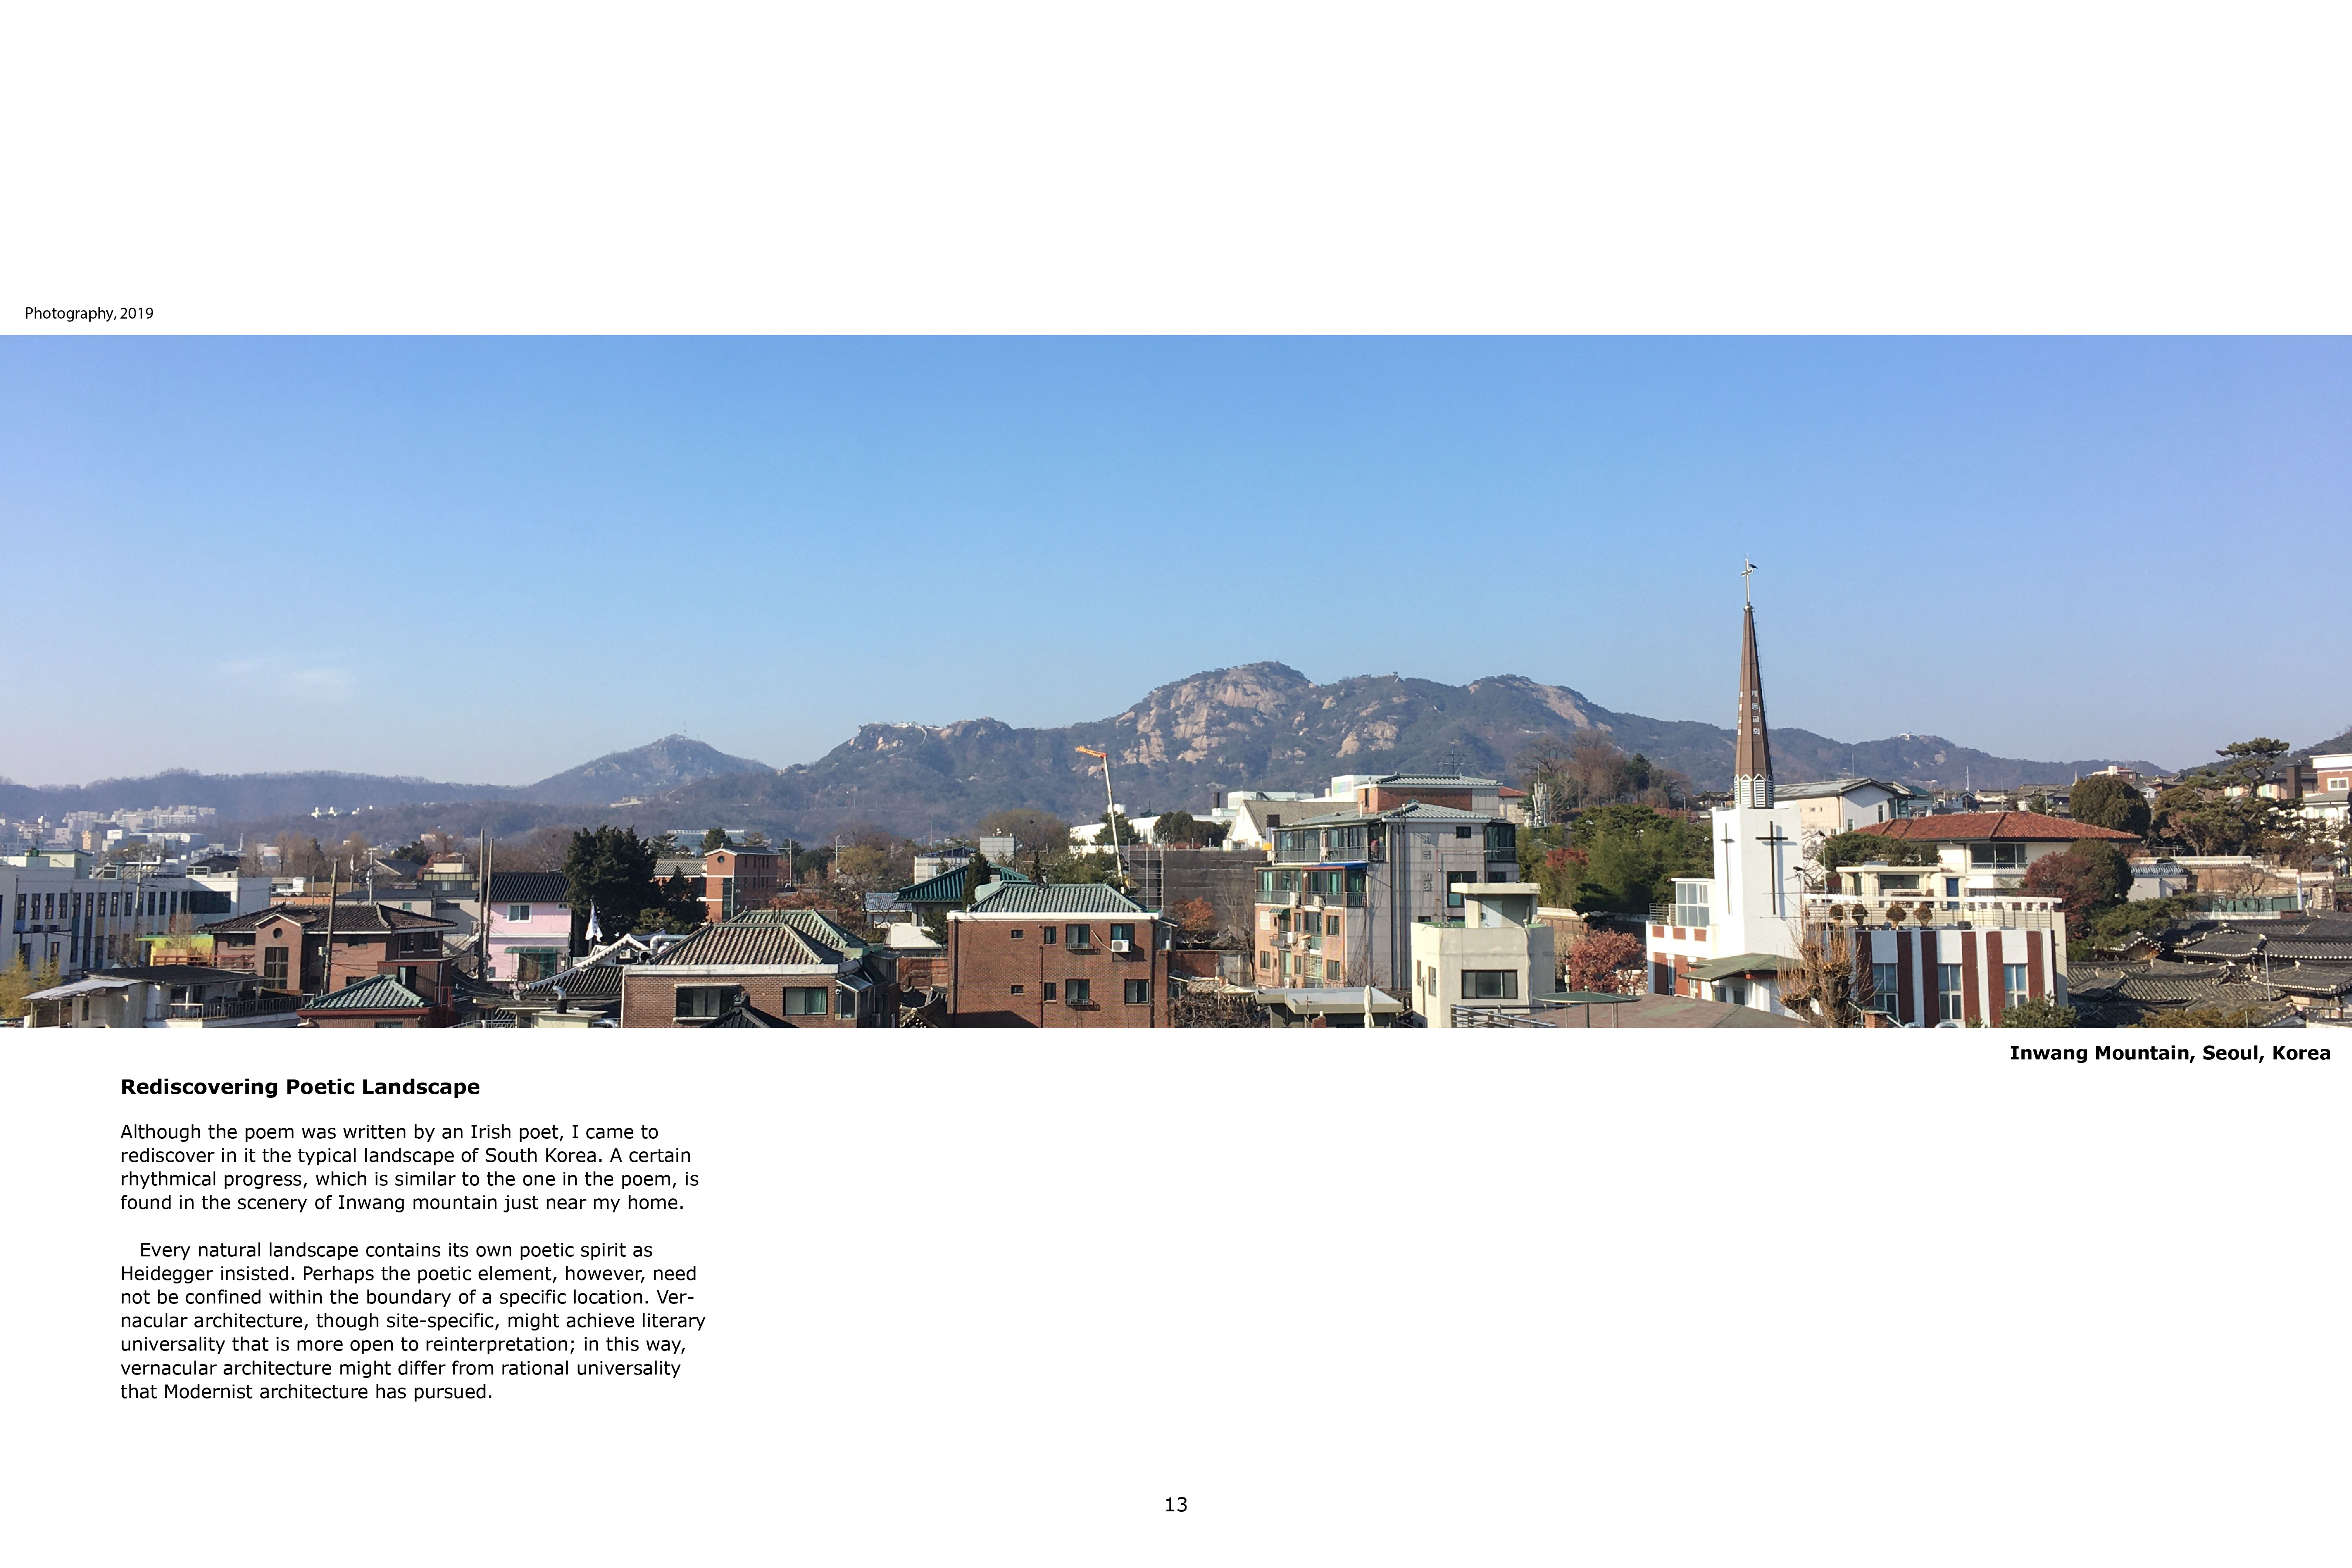 Photography, 2019
Inwang Mountain, Seoul, Korea
Rediscovering Poetic Landscape
Although the poem was written by an Irish poet, I came to
rediscover in it the typical landscape of South Korea. A certain
rhythmical progress, which is similar to the one in the poem, is
found in the scenery of Inwang mountain just near my home.
Every natural landscape contains its own poetic spirit as
Heidegger insisted. Perhaps the poetic element, however, need
not be confined within the boundary of a specific location. Ver-
nacular architecture, though site-specific, might achieve literary
universality that is more open to reinterpretation; in this way,
vernacular architecture might differ from rational universality
that Modernist architecture has pursued.
13